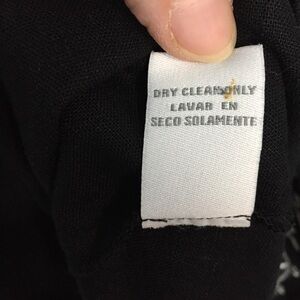 DRY CLEAN ONLY
LAVAR EN
SECO SOLAMENTE